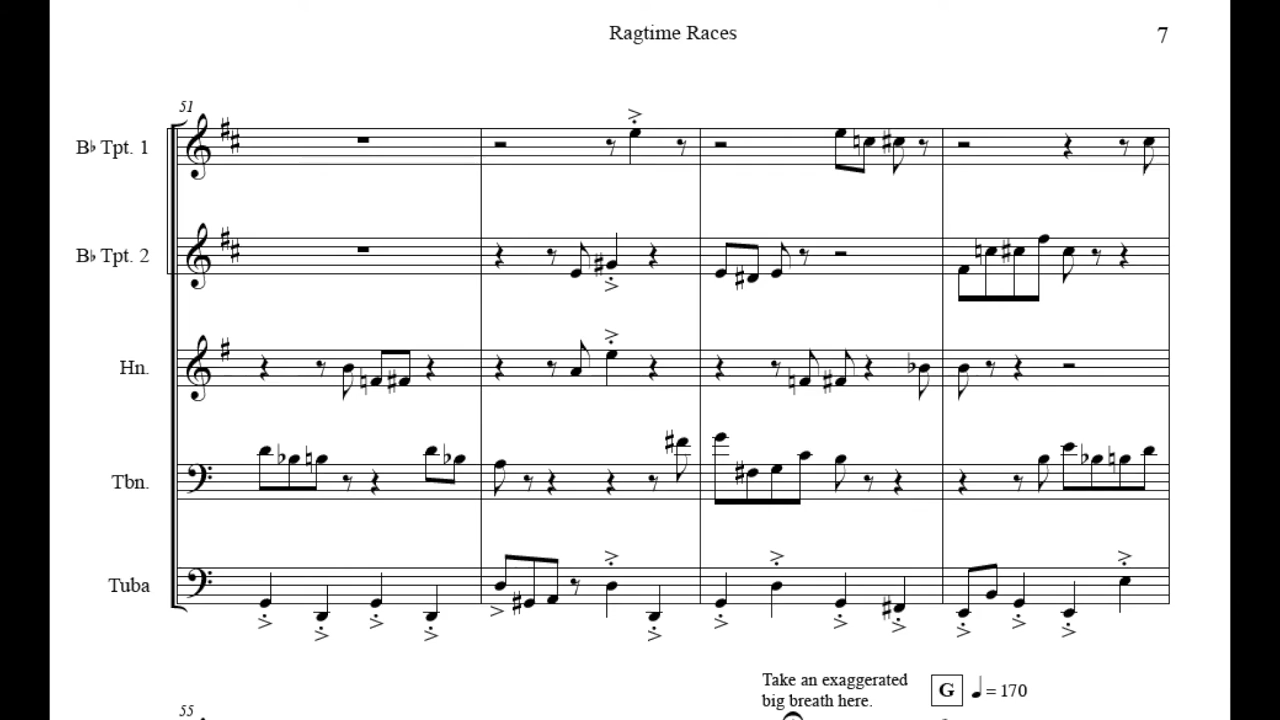 Ragtime Races
7
51
B♭ Tpt. 1
B♭ Tpt. 2
Hn.
Tbn.
Tuba
Take an exaggerated
big breath here.
G ♩ = 170
55